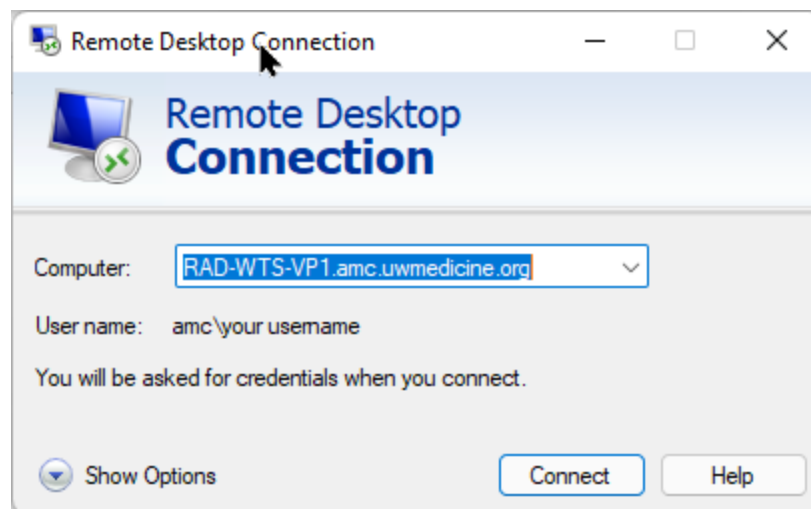 Remote Desktop Connection
Remote Desktop
Connection
Computer: RAD-WTS-VP1.amc.uwmedicine.org
User name: amc\your username
You will be asked for credentials when you connect.
Show Options Connect Help